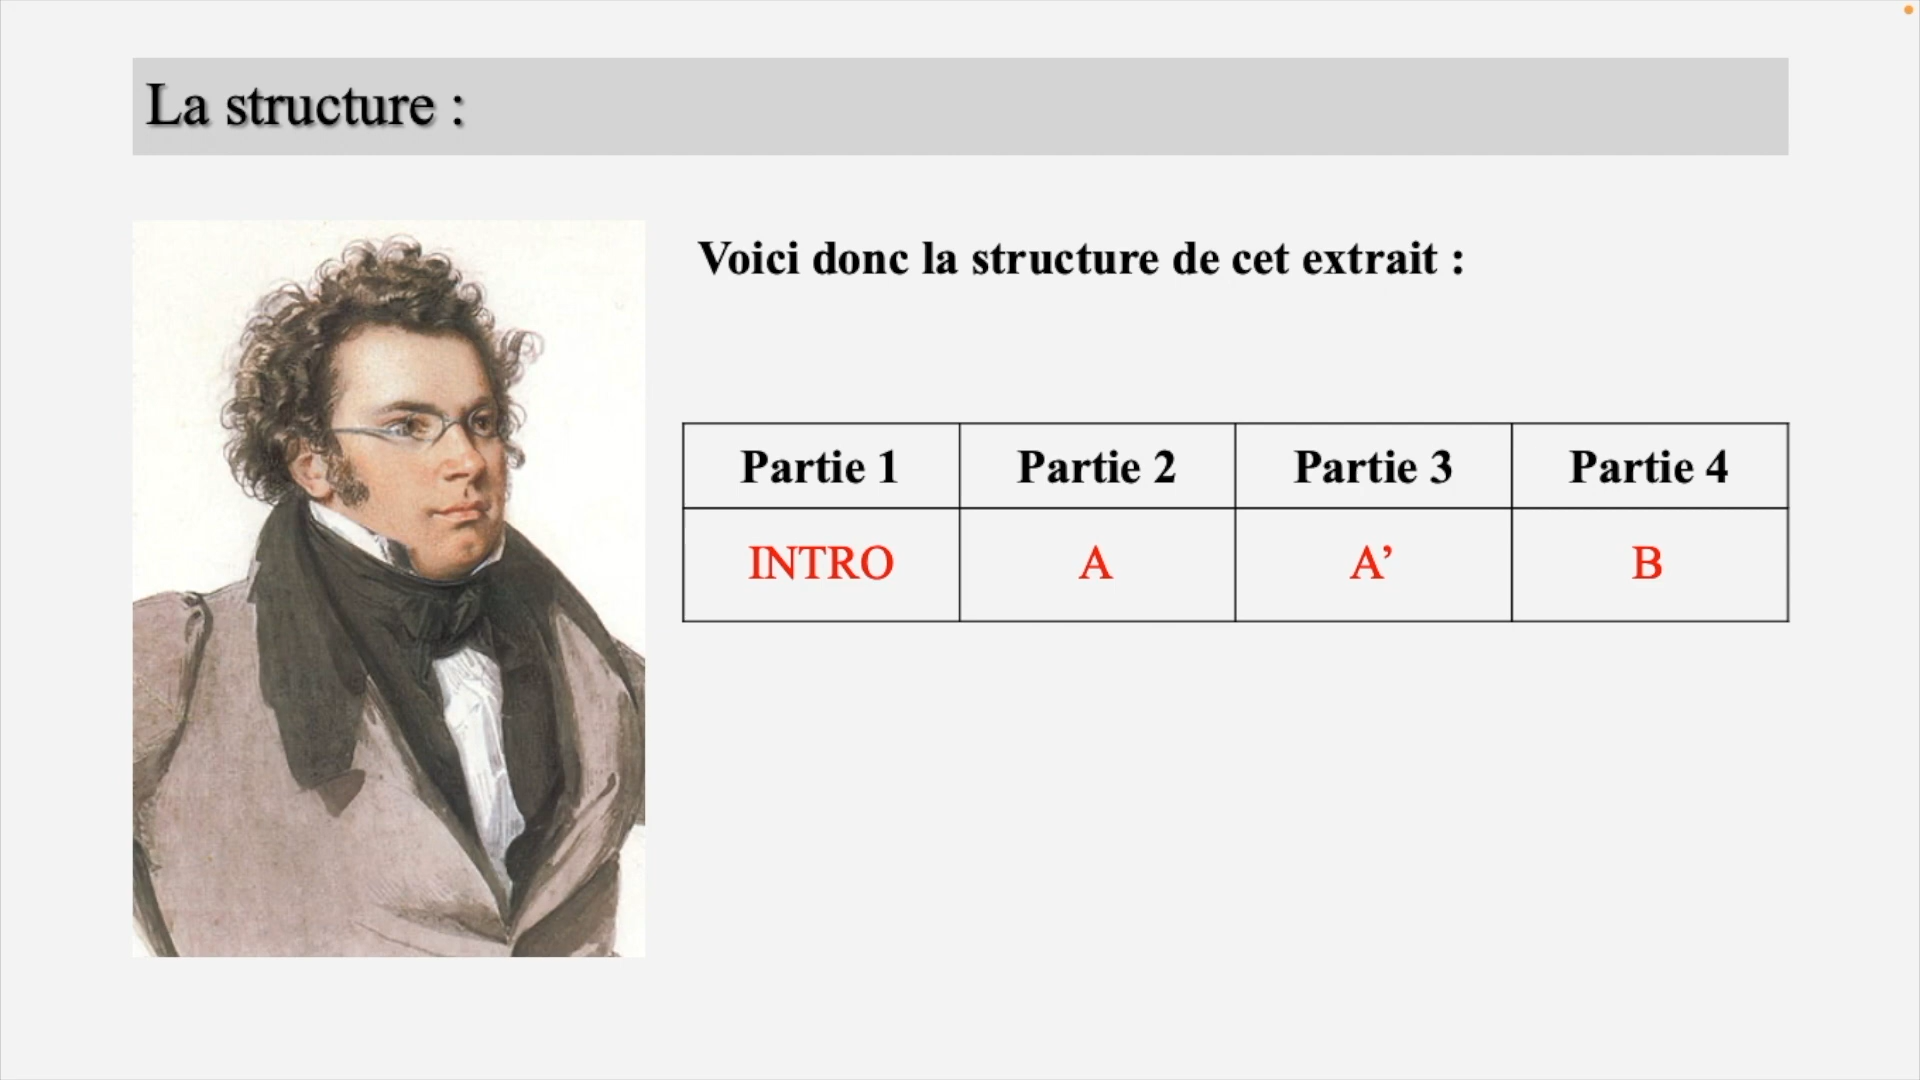 La structure :
Voici donc la structure de cet extrait :
Partie 1 Partie 2 Partie 3 Partie 4
INTRO A A’ B